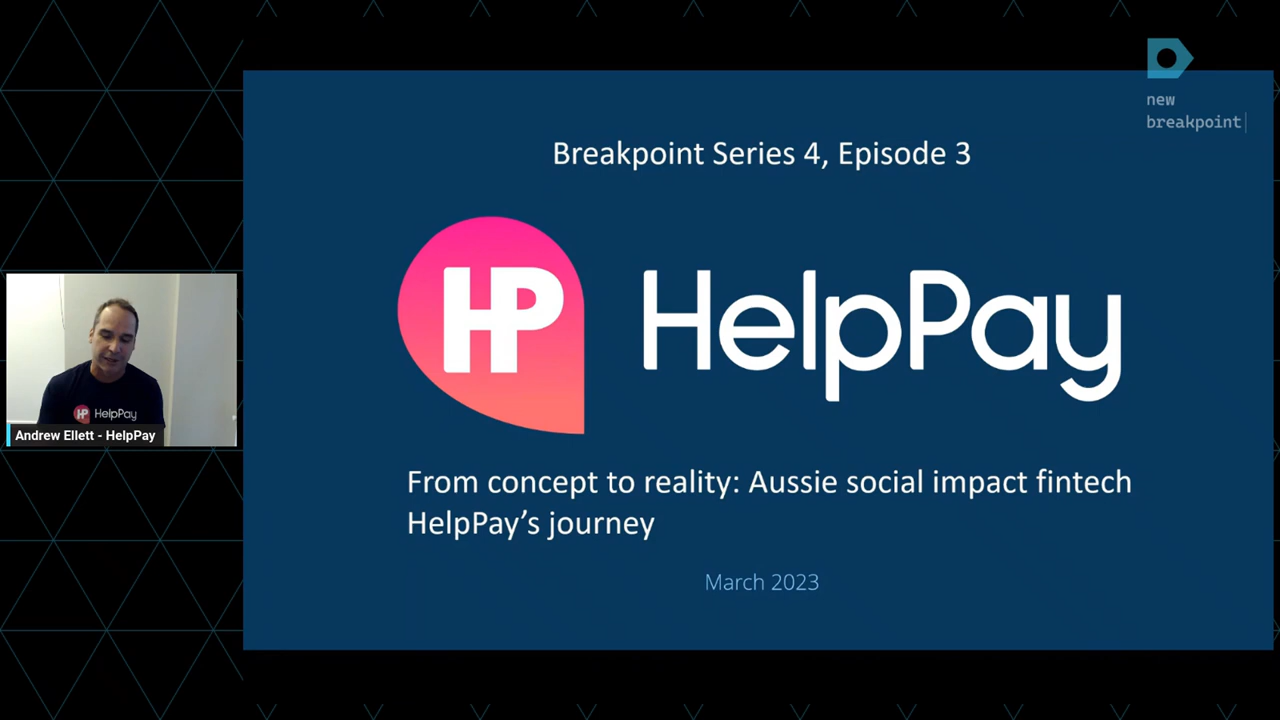 new
breakpoint
Breakpoint Series 4, Episode 3
HP HelpPay
HP HelpPay
Andrew Ellett - HelpPay
From concept to reality: Aussie social impact fintech
HelpPay’s journey
March 2023